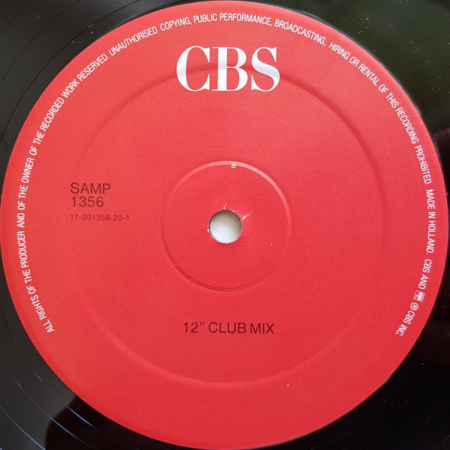 ALL RIGHTS OF THE PRODUCER AND OF THE OWNER OF THE RECORDED WORK RESERVED. UNAUTHORISED COPYING, PUBLIC PERFORMANCE, BROADCASTING, HIRING OR RENTAL OF THIS RECORDING PROHIBITED. MADE IN HOLLAND. CBS AND ℗ CBS INC.
CBS
SAMP
1356
11-001356-20-1
12” CLUB MIX